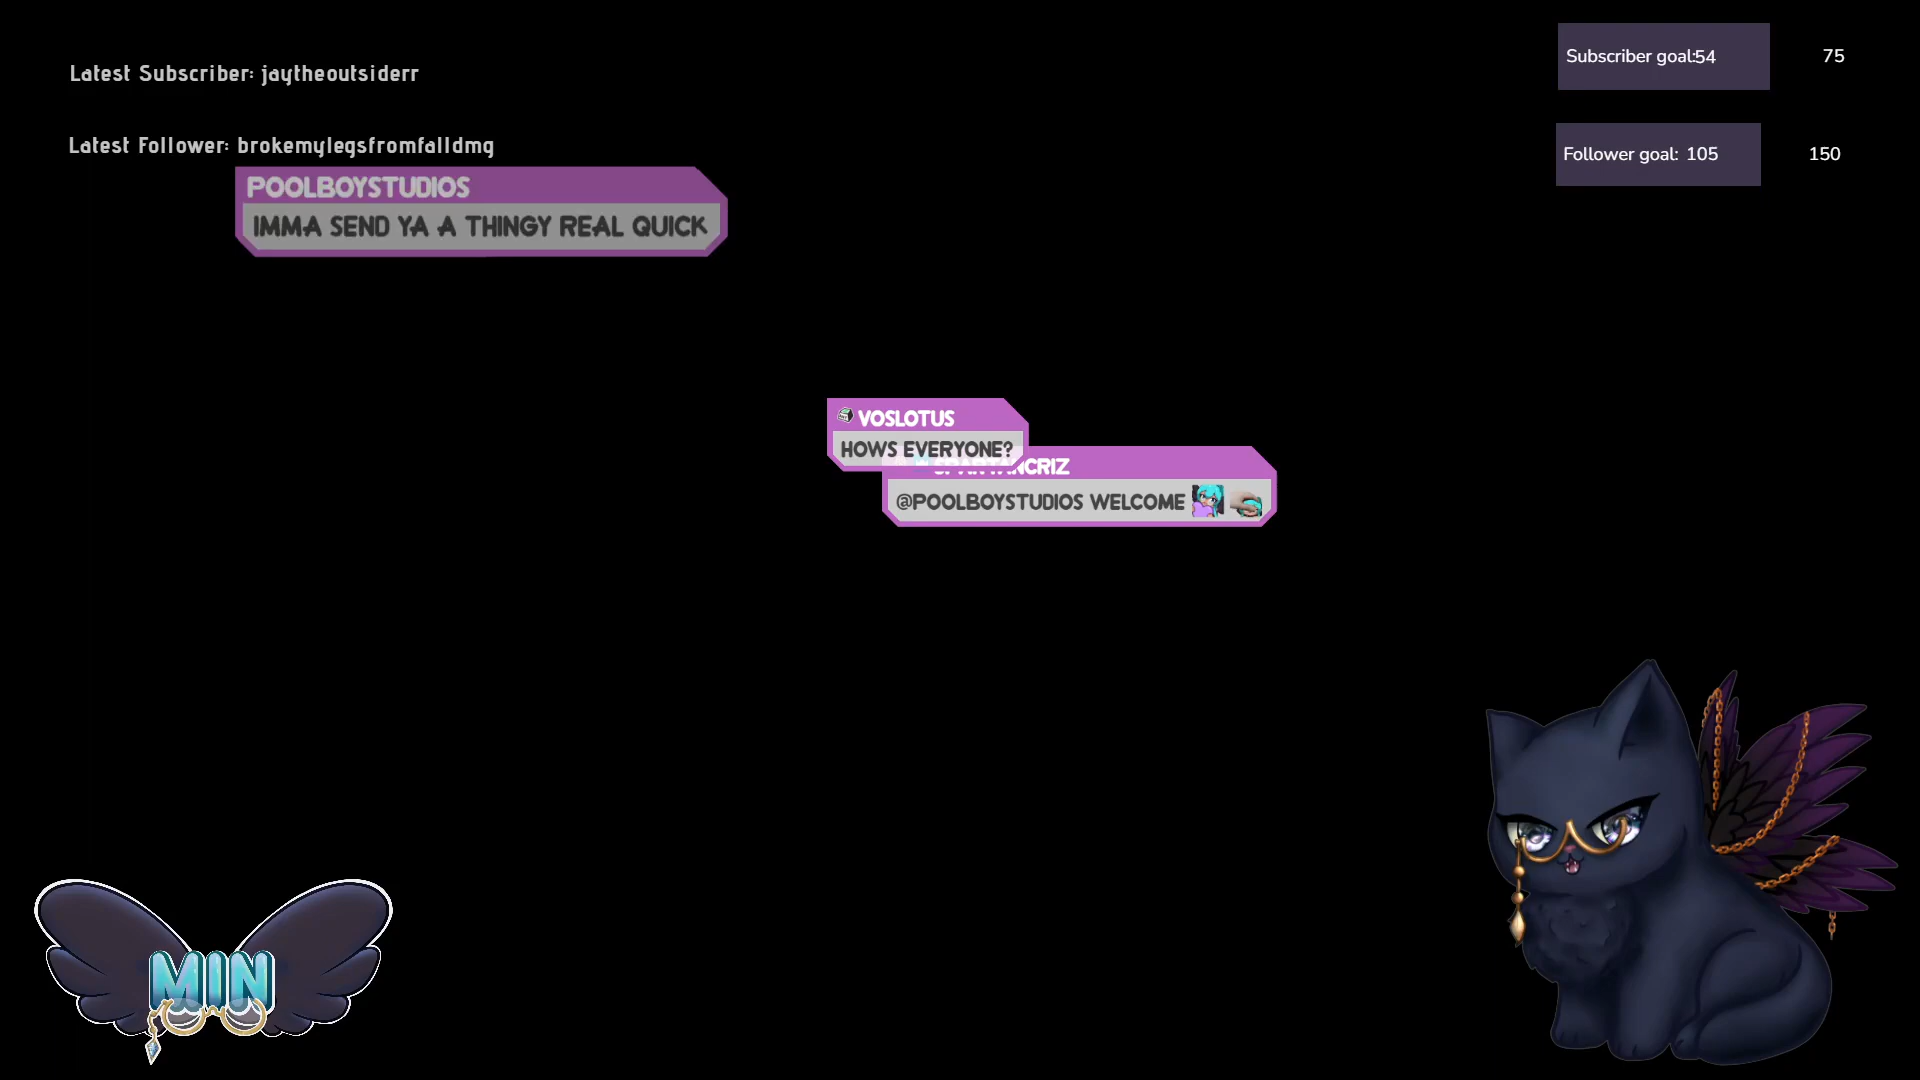 Latest Subscriber: jaytheoutsiderr
Subscriber goal:54
75
Latest Follower: brokemylegsfromfalldmg
Follower goal: 105
150
POOLBOYSTUDIOS
IMMA SEND YA A THINGY REAL QUICK
VOSLOTUS
HOWS EVERYONE?
SPARTANCRIZ
@POOLBOYSTUDIOS WELCOME
MIN